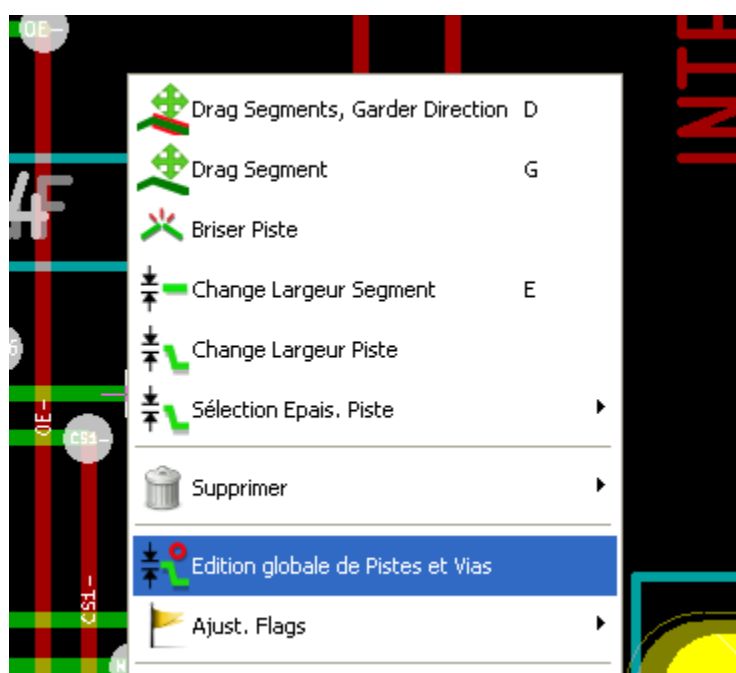 OE-
INTE
Drag Segments, Garder Direction D
Drag Segment G
4F
Briser Piste
Change Largeur Segment E
Change Largeur Piste
Sélection Epais. Piste
OE-
CS1-
Supprimer
Edition globale de Pistes et Vias
CS1-
Ajust. Flags